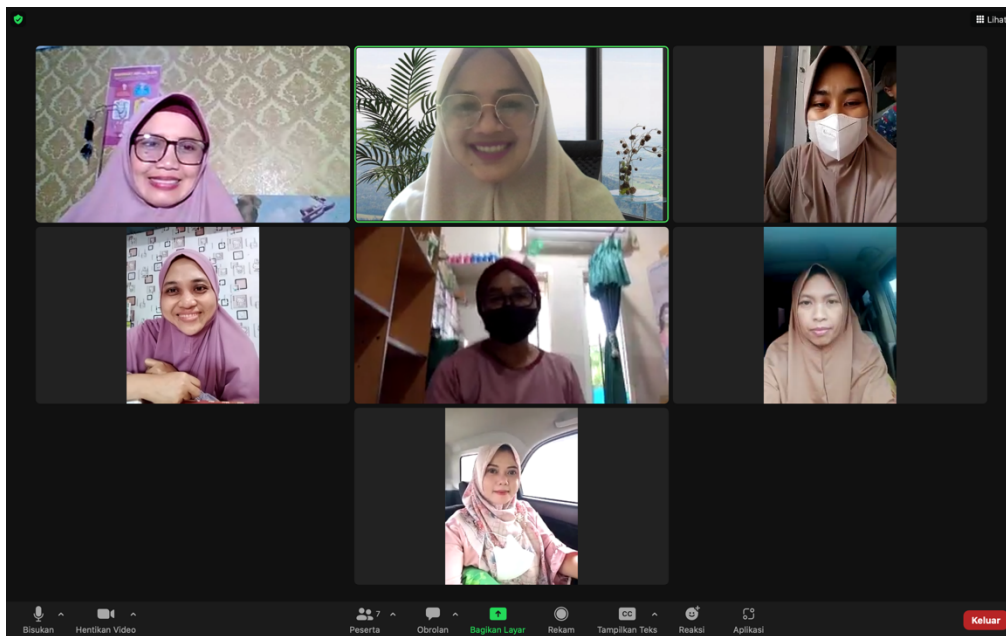 Lihat
7
Bisukan
Hentikan Video
Peserta
Obrolan
Bagikan Layar
Rekam
CC
Tampilkan Teks
Reaksi
Aplikasi
Keluar